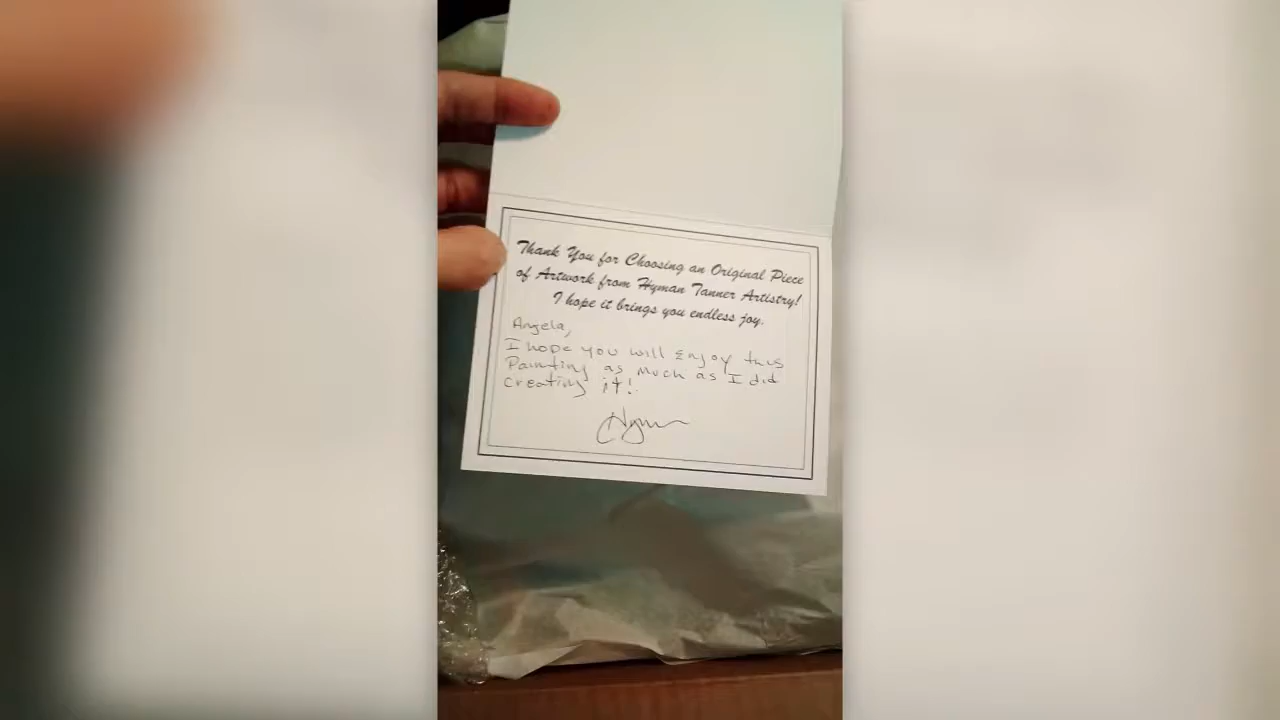 Thank You for Choosing an Original Piece
of Artwork from Hyman Tanner Artistry!
I hope it brings you endless joy.
Angela,
I hope you will Enjoy this
Painting as much as I did
Creating it!
Hyman